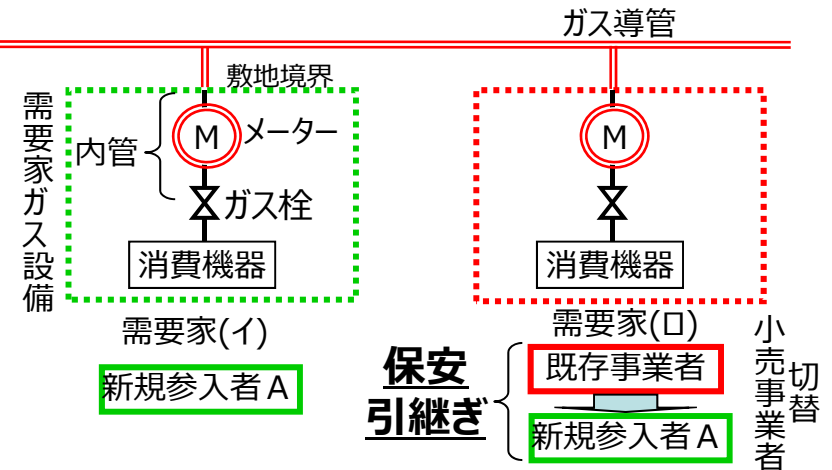 ガス導管
敷地境界
需要家ガス設備
内管
M
メーター
ガス栓
消費機器
需要家(イ)
新規参入者A
M
消費機器
需要家(ロ)
保安
引継ぎ
既存事業者
新規参入者A
小売事業者
切替